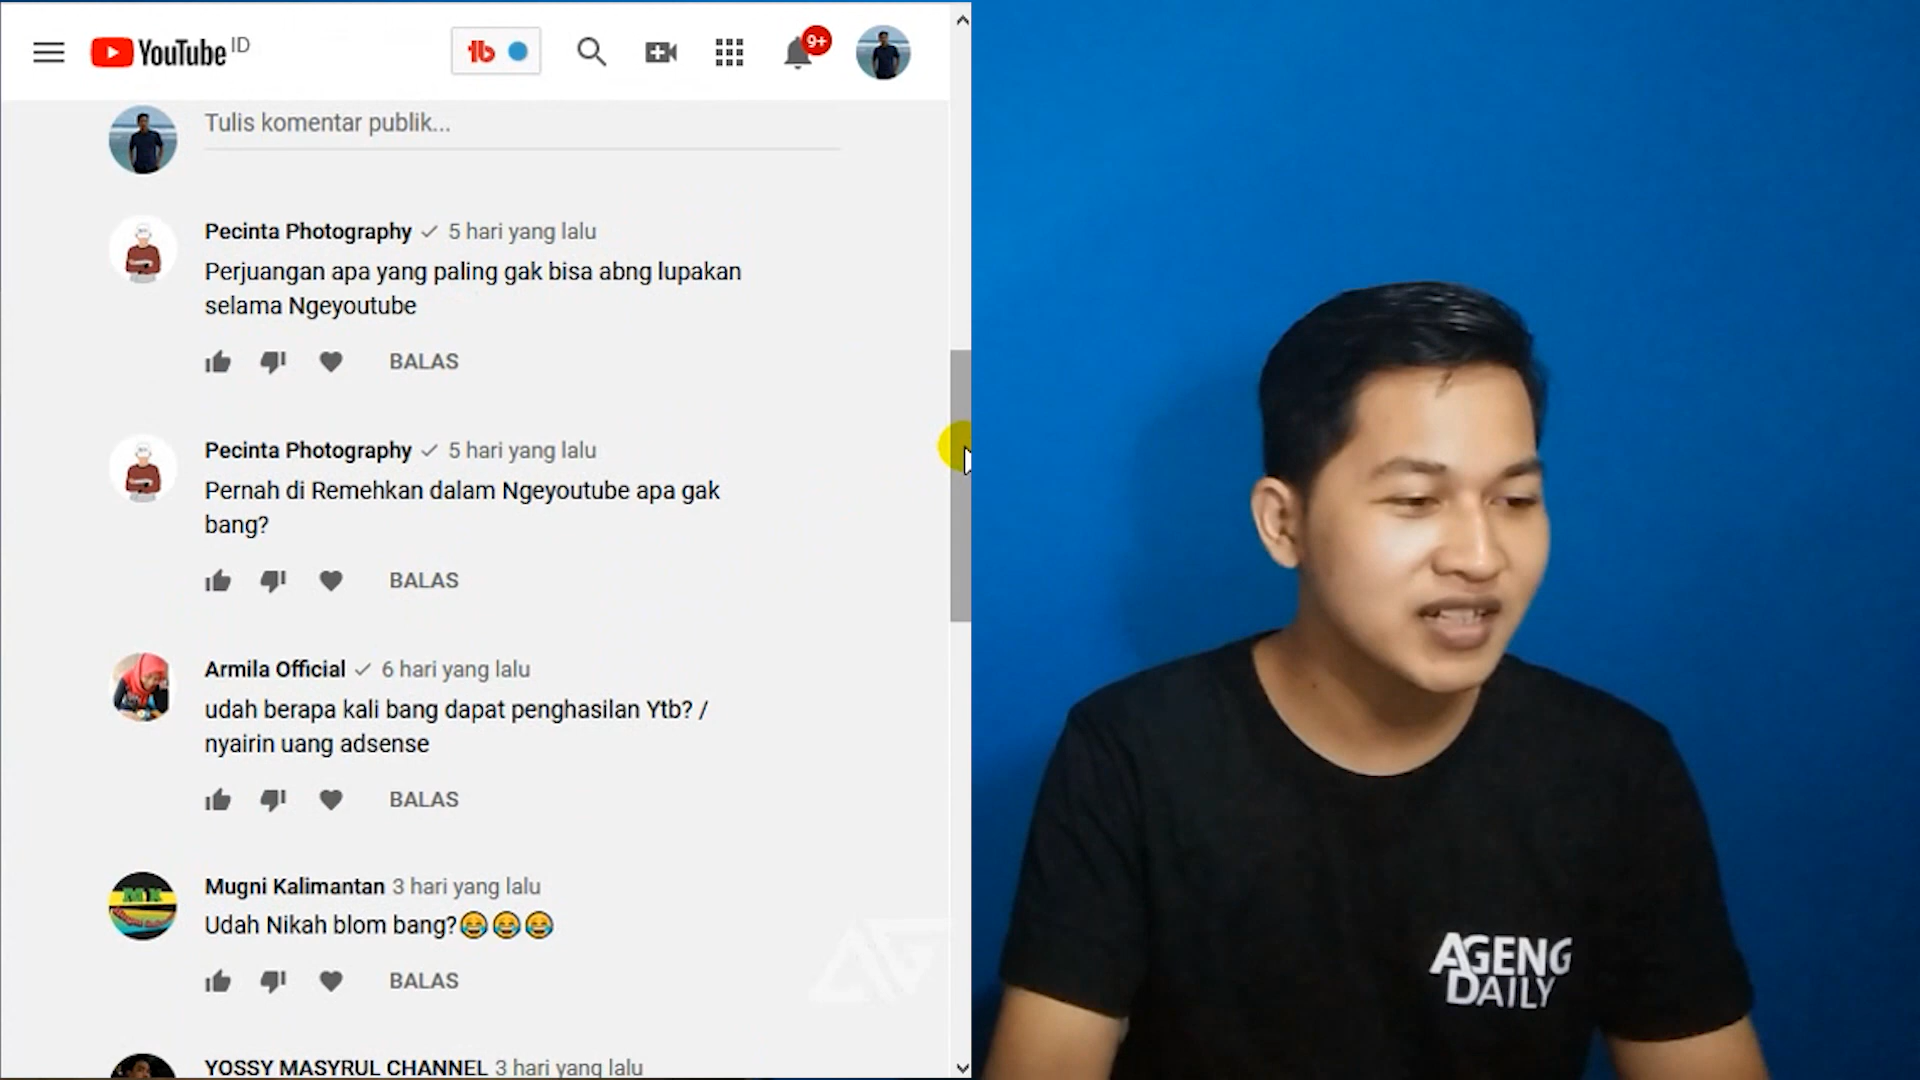 YouTube ID
tb
9+
Tulis komentar publik...
Pecinta Photography 5 hari yang lalu
Perjuangan apa yang paling gak bisa abng lupakan
selama Ngeyoutube
BALAS
Pecinta Photography 5 hari yang lalu
Pernah di Remehkan dalam Ngeyoutube apa gak
bang?
BALAS
Armila Official 6 hari yang lalu
udah berapa kali bang dapat penghasilan Ytb? /
nyairin uang adsense
BALAS
MK
Mugni Kalimantan 3 hari yang lalu
Udah Nikah blom bang?😂😂😂
BALAS
YOSSY MASYRUL CHANNEL 3 hari yang lalu
AGENG
DAILY